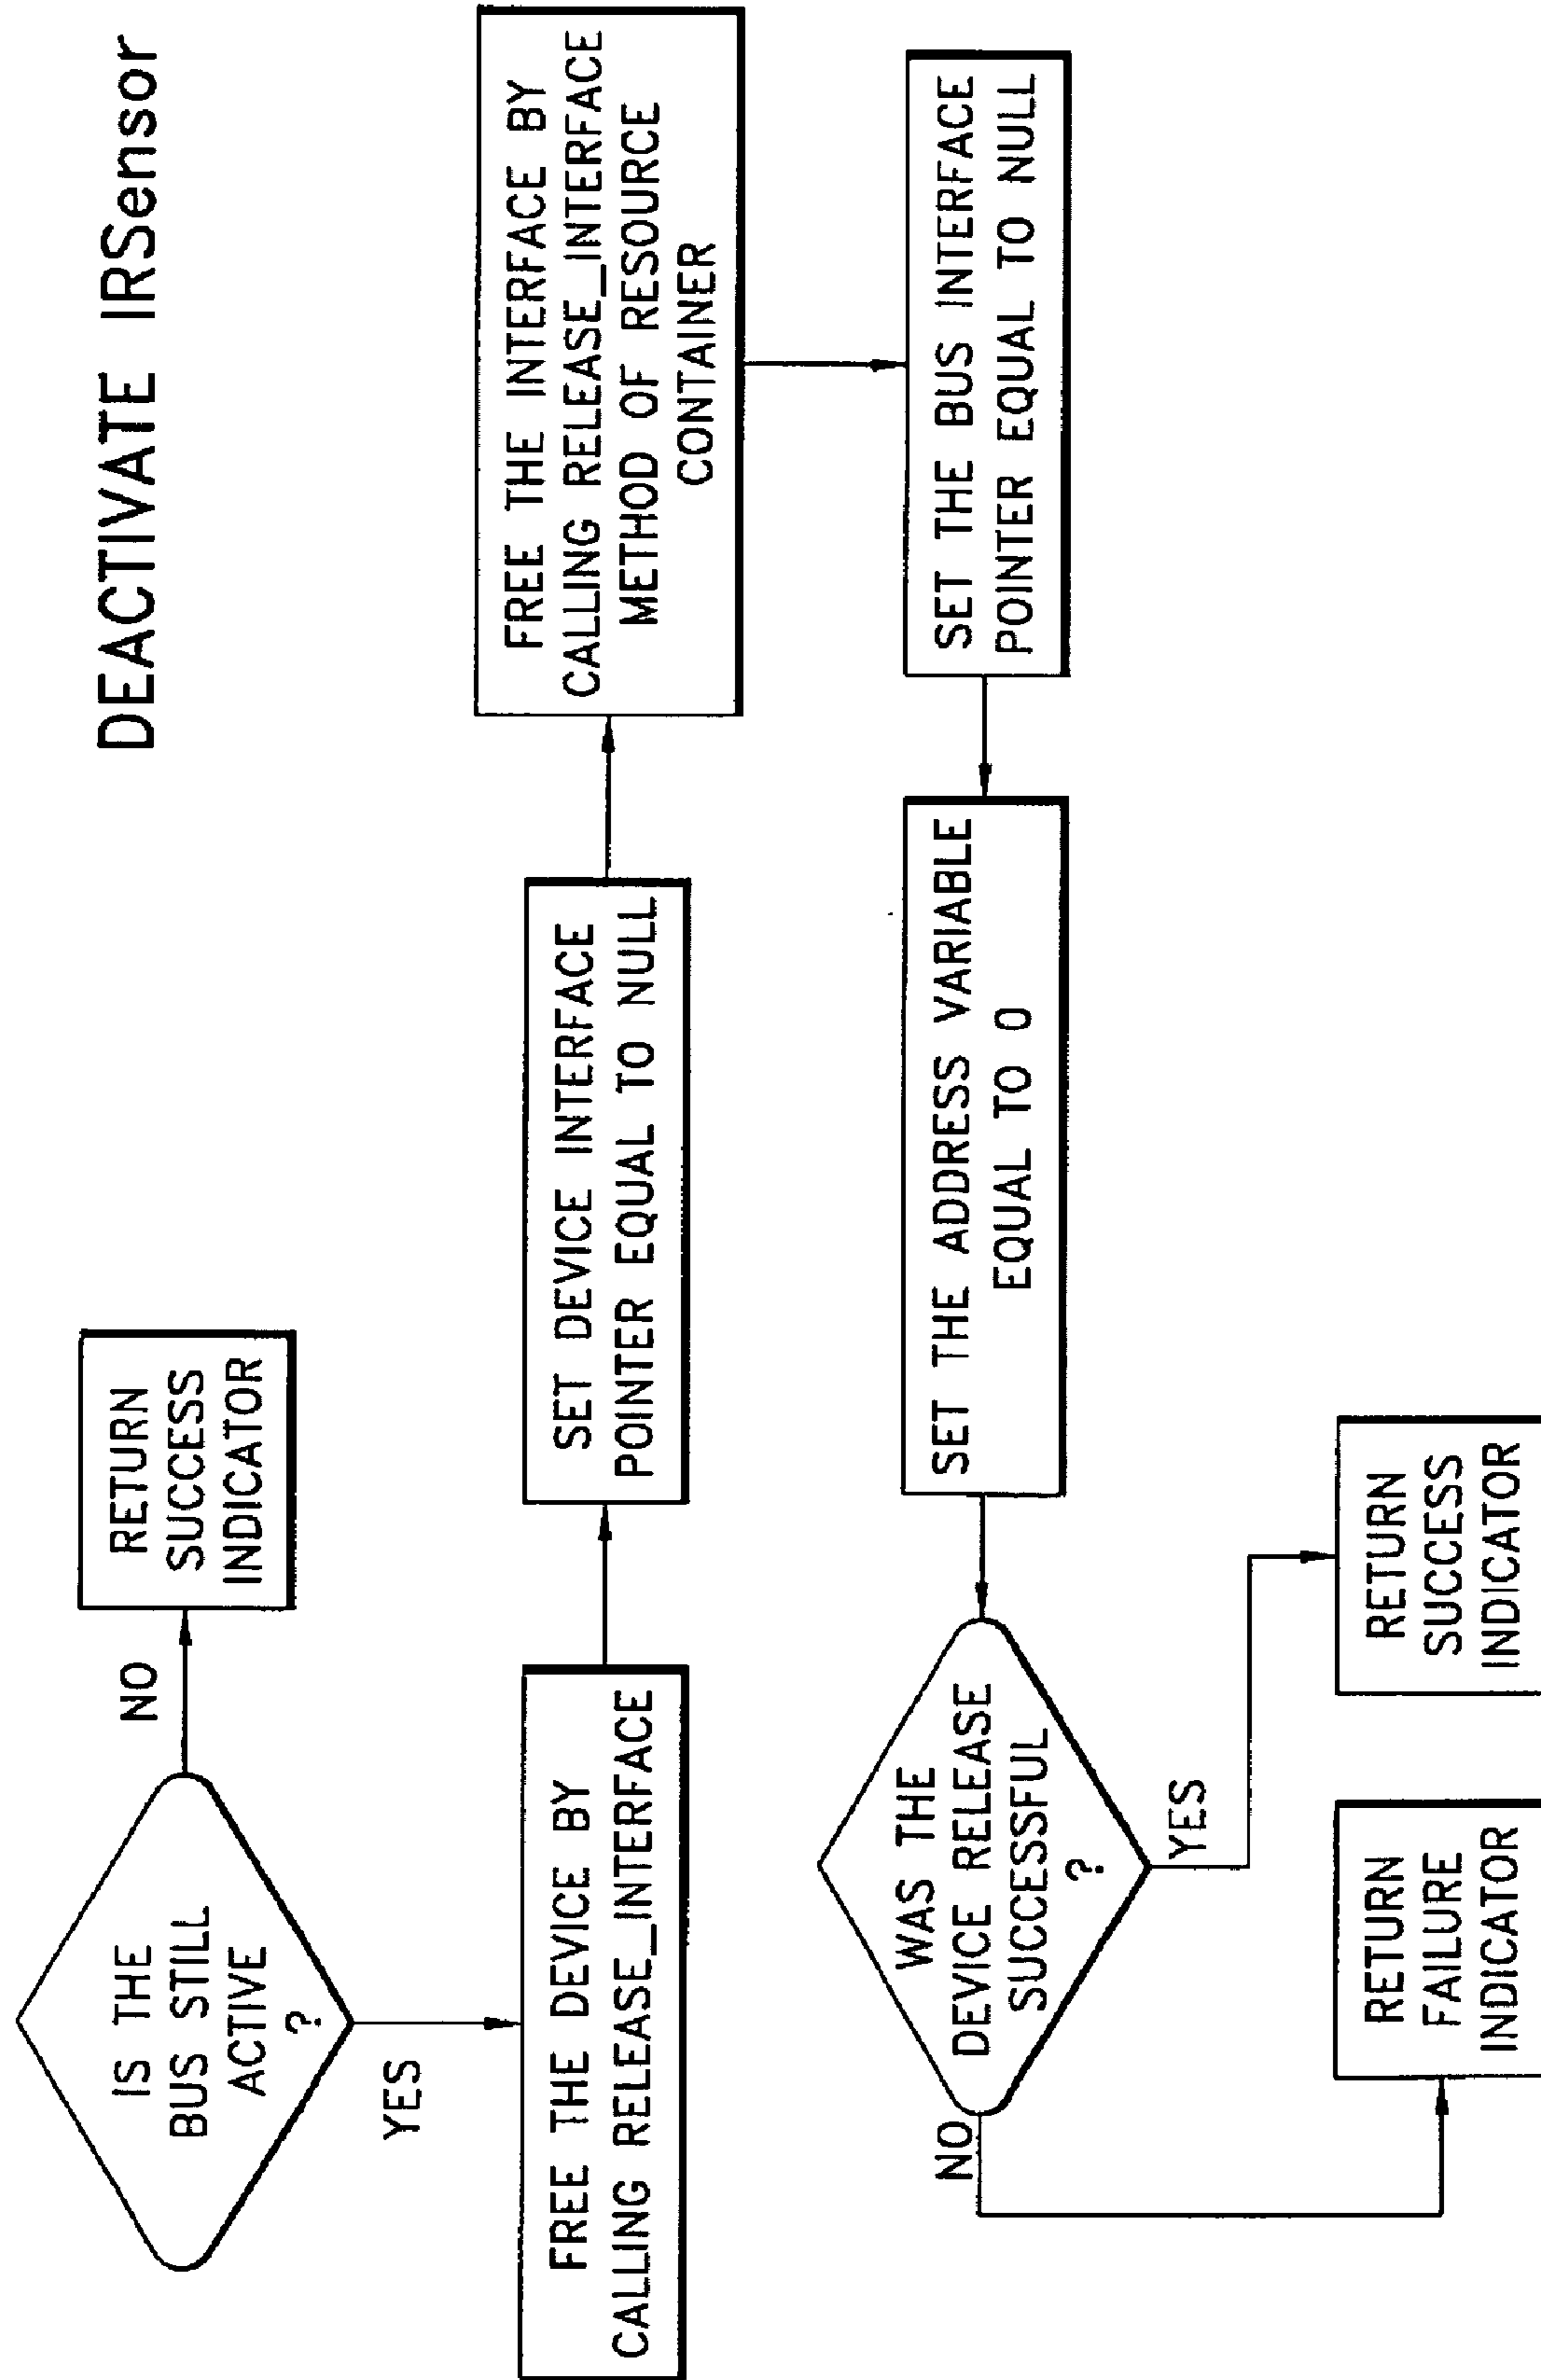 DEACTIVATE IRSensor
IS THE
BUS STILL
ACTIVE
?
NO
RETURN
SUCCESS
INDICATOR
YES
FREE THE DEVICE BY
CALLING RELEASE_INTERFACE
SET DEVICE INTERFACE
POINTER EQUAL TO NULL
FREE THE INTERFACE BY
CALLING RELEASE_INTERFACE
METHOD OF RESOURCE
CONTAINER
SET THE BUS INTERFACE
POINTER EQUAL TO NULL
SET THE ADDRESS VARIABLE
EQUAL TO 0
WAS THE
DEVICE RELEASE
SUCCESSFUL
?
NO
YES
RETURN
FAILURE
INDICATOR
RETURN
SUCCESS
INDICATOR